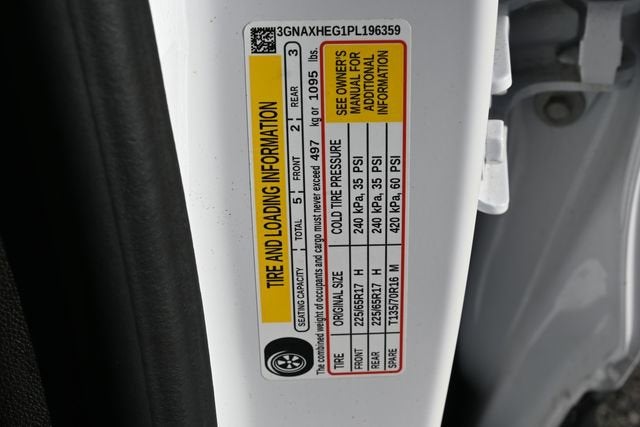 3GNAXHEG1PL196359
TIRE AND LOADING INFORMATION
SEATING CAPACITY TOTAL 5 FRONT 2 REAR 3
The combined weight of occupants and cargo must never exceed 497 kg or 1095 lbs.
TIRE ORIGINAL SIZE COLD TIRE PRESSURE
FRONT 225/65R17 H 240 kPa, 35 PSI
REAR 225/65R17 H 240 kPa, 35 PSI
SPARE T135/70R16 M 420 kPa, 60 PSI
SEE OWNER'S
MANUAL FOR
ADDITIONAL
INFORMATION